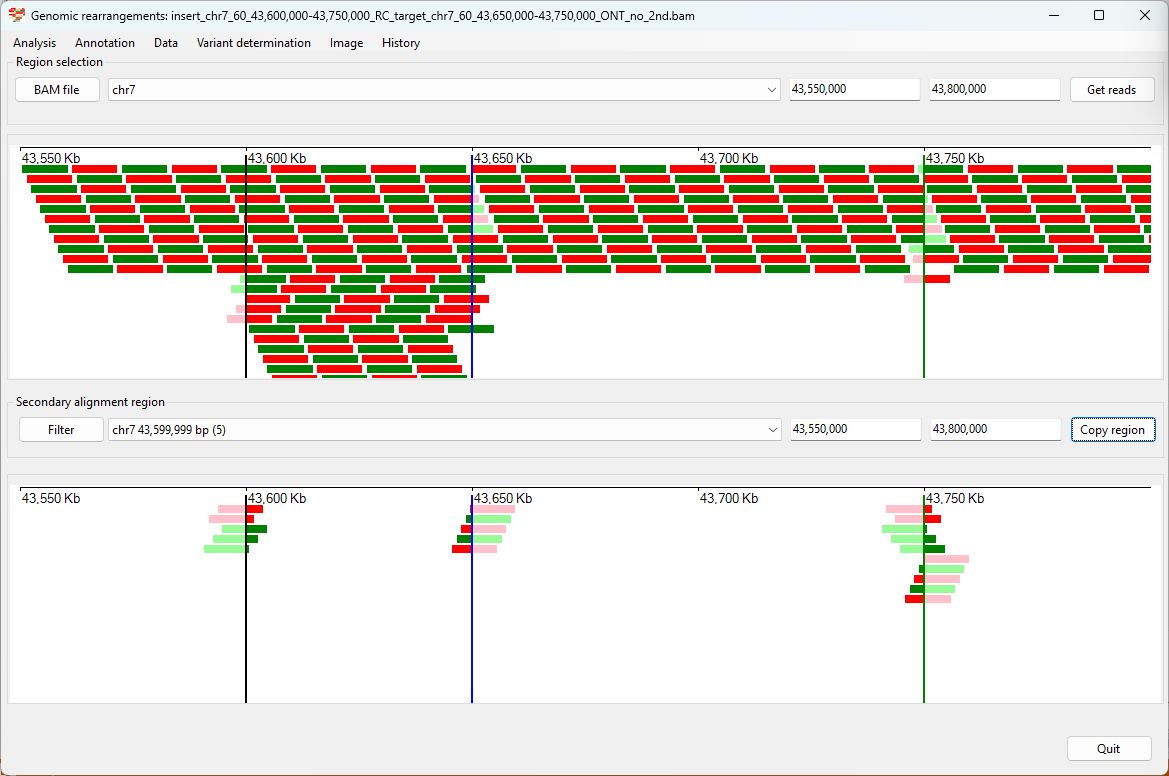 Genomic rearrangements: insert_chr7_60_43,600,000-43,750,000_RC_target_chr7_60_43,650,000-43,750,000_ONT_no_2nd.bam
Analysis Annotation Data Variant determination Image History
Region selection
BAM file chr7 43,550,000 43,800,000 Get reads
43,550 Kb 43,600 Kb 43,650 Kb 43,700 Kb 43,750 Kb
Secondary alignment region
Filter chr7 43,599,999 bp (5) 43,550,000 43,800,000 Copy region
43,550 Kb 43,600 Kb 43,650 Kb 43,700 Kb 43,750 Kb
Quit